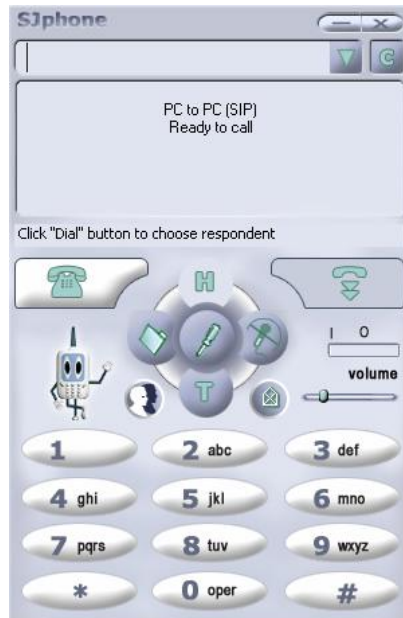 SJphone
C
PC to PC (SIP)
Ready to call
Click "Dial" button to choose respondent
H
I O
volume
T
1 2 abc 3 def
4 ghi 5 jkl 6 mno
7 pqrs 8 tuv 9 wxyz
* 0 oper #